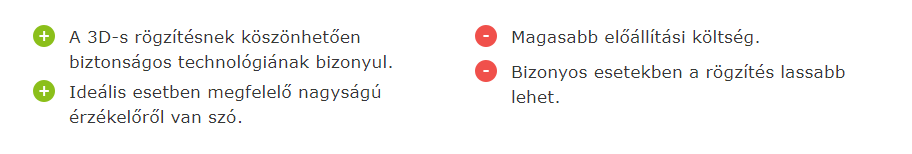 A 3D-s rögzítésnek köszönhetően
biztonságos technológiának bizonyul.
Ideális esetben megfelelő nagyságú
érzékelőről van szó.
Magasabb előállítási költség.
Bizonyos esetekben a rögzítés lassabb
lehet.